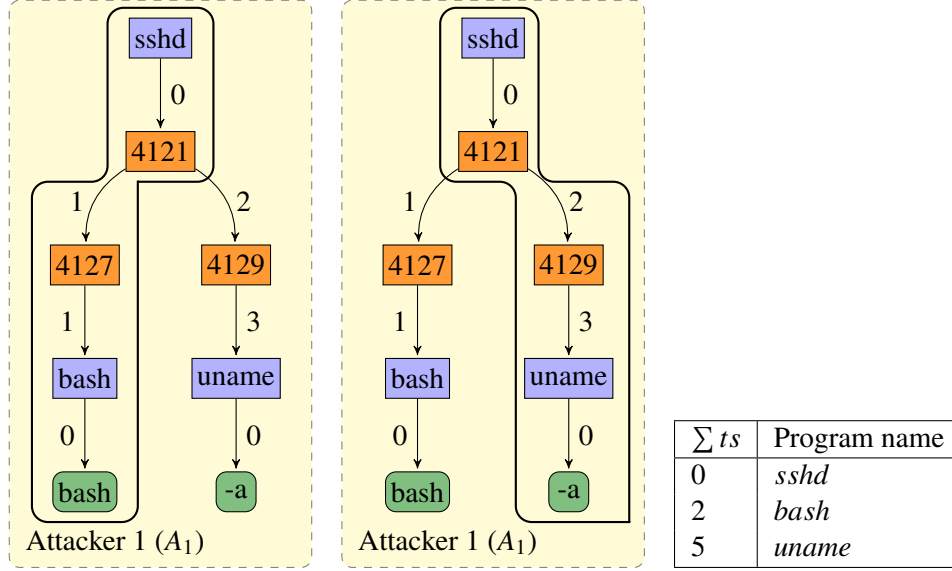 sshd
0
4121
1 2
4127 4129
1 3
bash uname
0 0
bash -a
Attacker 1 (A₁)
sshd
0
4121
1 2
4127 4129
1 3
bash uname
0 0
bash -a
Attacker 1 (A₁)
∑ ts Program name
0 sshd
2 bash
5 uname